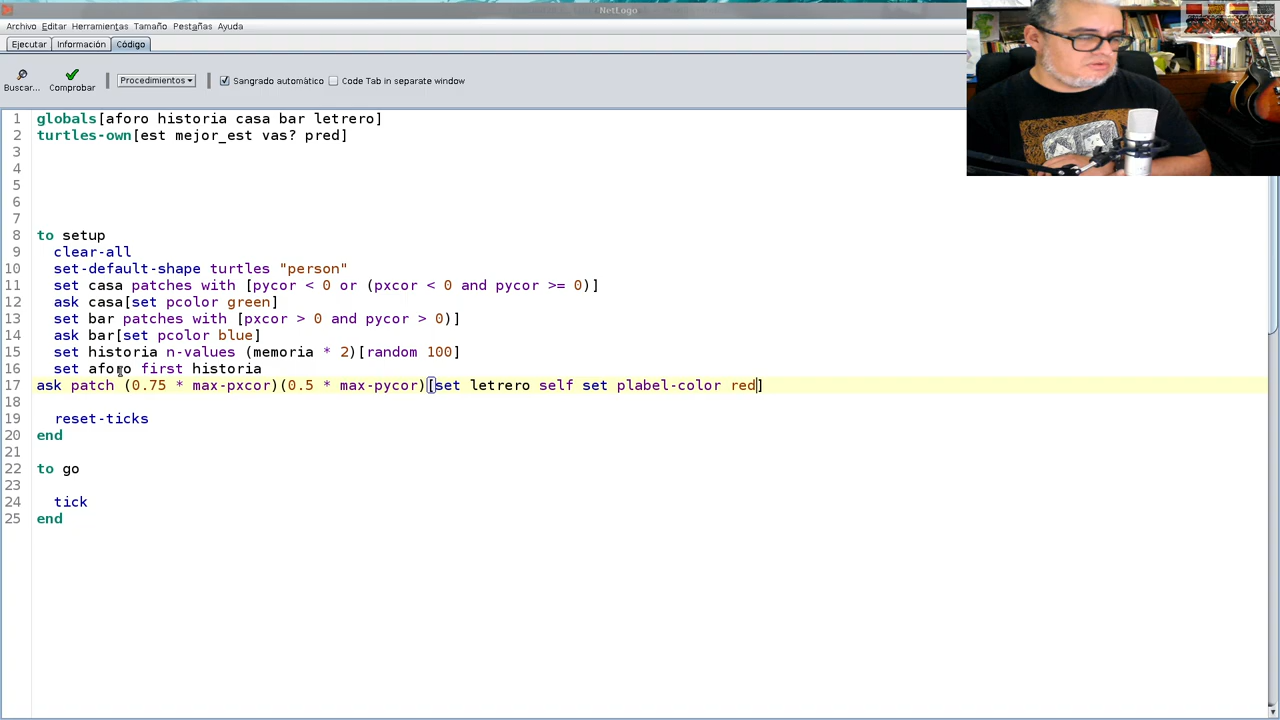 NetLogo
Archivo Editar Herramientas Tamaño Pestañas Ayuda
Ejecutar Información Código
Buscar... Comprobar Procedimientos Sangrado automático Code Tab in separate window
1 globals[aforo historia casa bar letrero]
2 turtles-own[est mejor_est vas? pred]
3
4
5
6
7
8 to setup
9 clear-all
10 set-default-shape turtles "person"
11 set casa patches with [pycor < 0 or (pxcor < 0 and pycor >= 0)]
12 ask casa[set pcolor green]
13 set bar patches with [pxcor > 0 and pycor > 0)]
14 ask bar[set pcolor blue]
15 set historia n-values (memoria * 2)[random 100]
16 set aforo first historia
17 ask patch (0.75 * max-pxcor)(0.5 * max-pycor)[set letrero self set plabel-color red]
18
19 reset-ticks
20 end
21
22 to go
23
24 tick
25 end